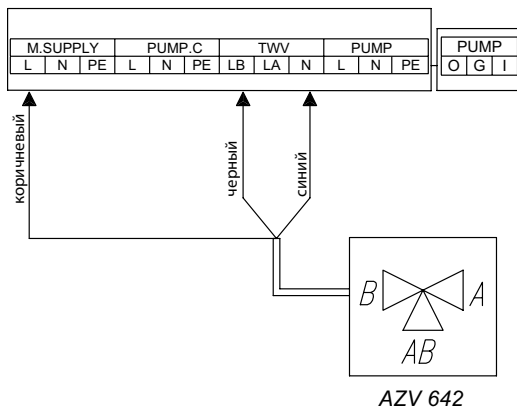 M.SUPPLY PUMP.C TWV PUMP PUMP
L N PE L N PE LB LA N L N PE O G I
коричневый
черный
синий
B A
AB
AZV 642